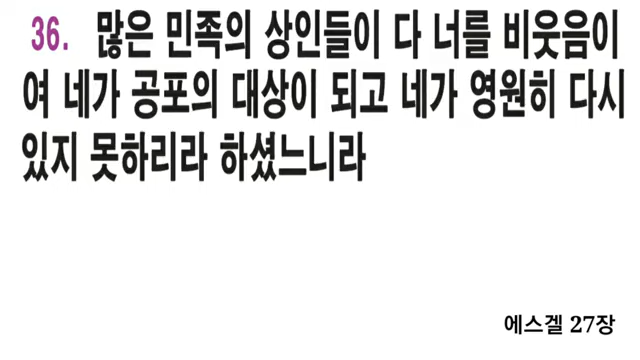 36. 많은 민족의 상인들이 다 너를 비웃음이
여 네가 공포의 대상이 되고 네가 영원히 다시
있지 못하리라 하셨느니라
에스겔 27장